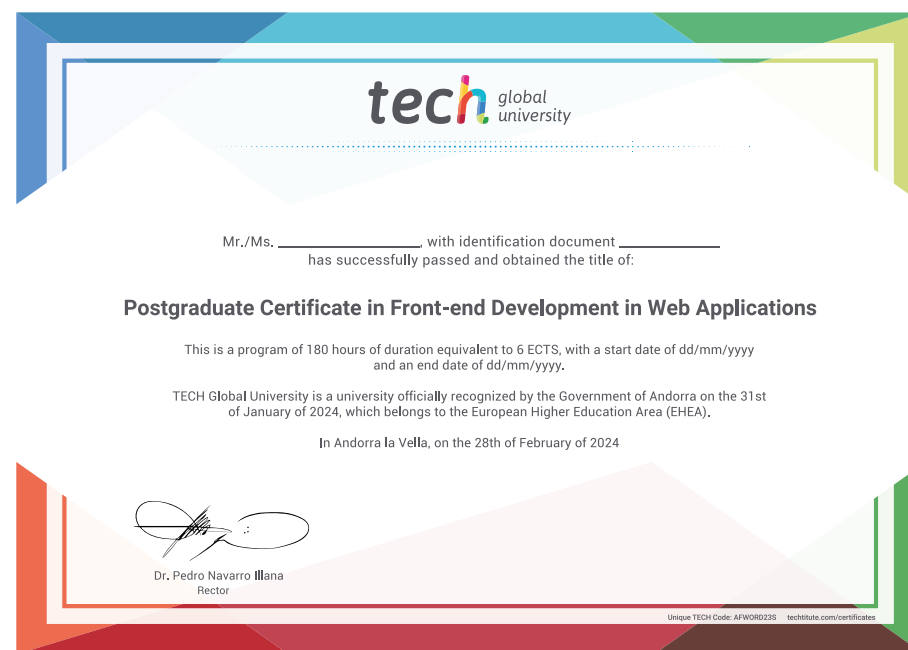 tech global
university
Mr./Ms. ____________________, with identification document ______________
has successfully passed and obtained the title of:
Postgraduate Certificate in Front-end Development in Web Applications
This is a program of 180 hours of duration equivalent to 6 ECTS, with a start date of dd/mm/yyyy
and an end date of dd/mm/yyyy.
TECH Global University is a university officially recognized by the Government of Andorra on the 31st
of January of 2024, which belongs to the European Higher Education Area (EHEA).
In Andorra la Vella, on the 28th of February of 2024
Dr. Pedro Navarro Illana
Rector
Unique TECH Code: AFWORD23S techtitute.com/certificates